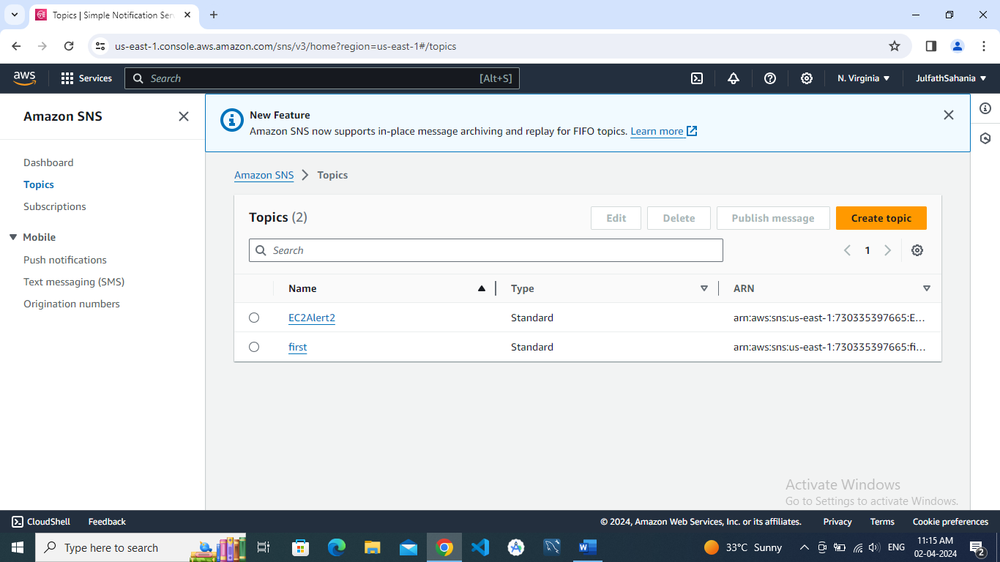 Topics | Simple Notification Ser
us-east-1.console.aws.amazon.com/sns/v3/home?region=us-east-1#/topics
aws
Services
Search
[Alt+S]
N. Virginia
JulfathSahania
Amazon SNS
Dashboard
Topics
Subscriptions
Mobile
Push notifications
Text messaging (SMS)
Origination numbers
New Feature
Amazon SNS now supports in-place message archiving and replay for FIFO topics. Learn more
Amazon SNS
Topics
Topics (2)
Edit
Delete
Publish message
Create topic
Search
1
Name
Type
ARN
EC2Alert2
Standard
arn:aws:sns:us-east-1:730335397665:E...
first
Standard
arn:aws:sns:us-east-1:730335397665:fi...
Activate Windows
Go to Settings to activate Windows.
CloudShell
Feedback
© 2024, Amazon Web Services, Inc. or its affiliates.
Privacy
Terms
Cookie preferences
Type here to search
W
33°C Sunny
ENG
11:15 AM
02-04-2024
2